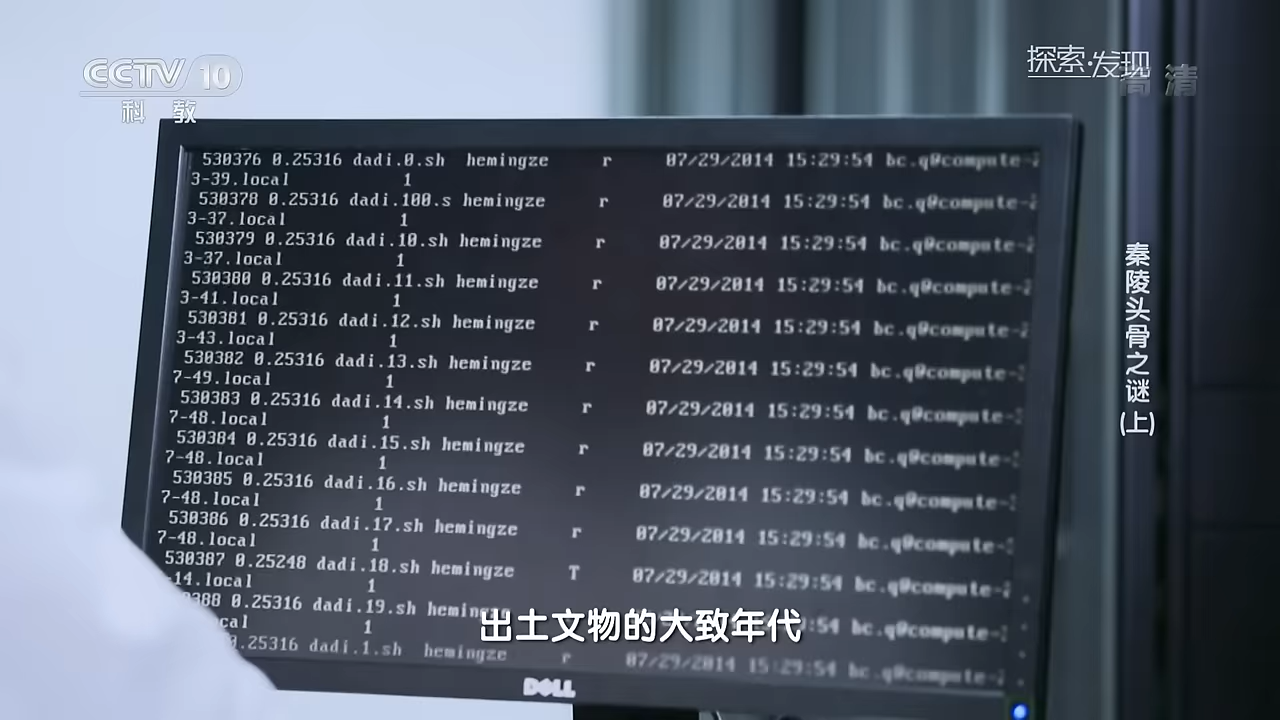 CCTV 10
科教
探索·发现
高清
530376 0.25316 dadi.0.sh hemingze r 07/29/2014 15:29:54 bc.q@compute-
3-39.local 1
530378 0.25316 dadi.100.s hemingze r 07/29/2014 15:29:54 bc.q@compute-
3-37.local 1
530379 0.25316 dadi.10.sh hemingze r 07/29/2014 15:29:54 bc.q@compute-
3-37.local 1
530380 0.25316 dadi.11.sh hemingze r 07/29/2014 15:29:54 bc.q@compute-
3-41.local 1
530381 0.25316 dadi.12.sh hemingze r 07/29/2014 15:29:54 bc.q@compute-
3-43.local 1
530382 0.25316 dadi.13.sh hemingze r 07/29/2014 15:29:54 bc.q@compute-
7-49.local 1
530383 0.25316 dadi.14.sh hemingze r 07/29/2014 15:29:54 bc.q@compute-
7-48.local 1
530384 0.25316 dadi.15.sh hemingze r 07/29/2014 15:29:54 bc.q@compute-
7-48.local 1
530385 0.25316 dadi.16.sh hemingze r 07/29/2014 15:29:54 bc.q@compute-
7-48.local 1
530386 0.25316 dadi.17.sh hemingze r 07/29/2014 15:29:54 bc.q@compute-
7-48.local 1
530387 0.25248 dadi.18.sh hemingze T 07/29/2014 15:29:54 bc.q@compute-
-14.local 1
388 0.25316 dadi.19.sh hemingze :54 bc.q@compute-
cal 1
0.25316 dadi.1.sh hemingze r 07/29/2014 15:29:54 bc.q@compute-
DELL
秦陵头骨之谜(上)
出土文物的大致年代